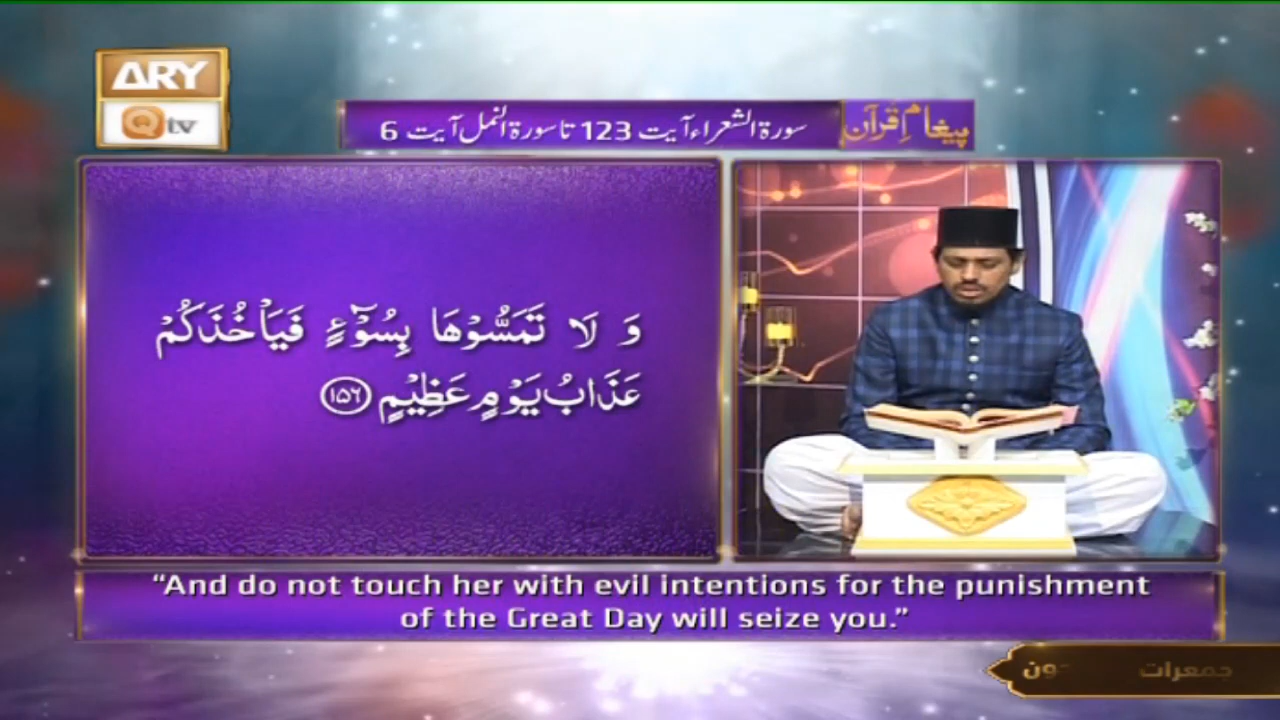 ARY
Qtv
پیغامِ قرآن
سورۃ الشعراء آیت 123 تا سورۃ النمل آیت 6
وَ لَا تَمَسُّوْهَا بِسُوْٓءٍ فَیَاْخُذَكُمْ
عَذَابُ یَوْمٍ عَظِیْمٍ ﴿۱۵۶﴾
“And do not touch her with evil intentions for the punishment
of the Great Day will seize you.”
جمعرات